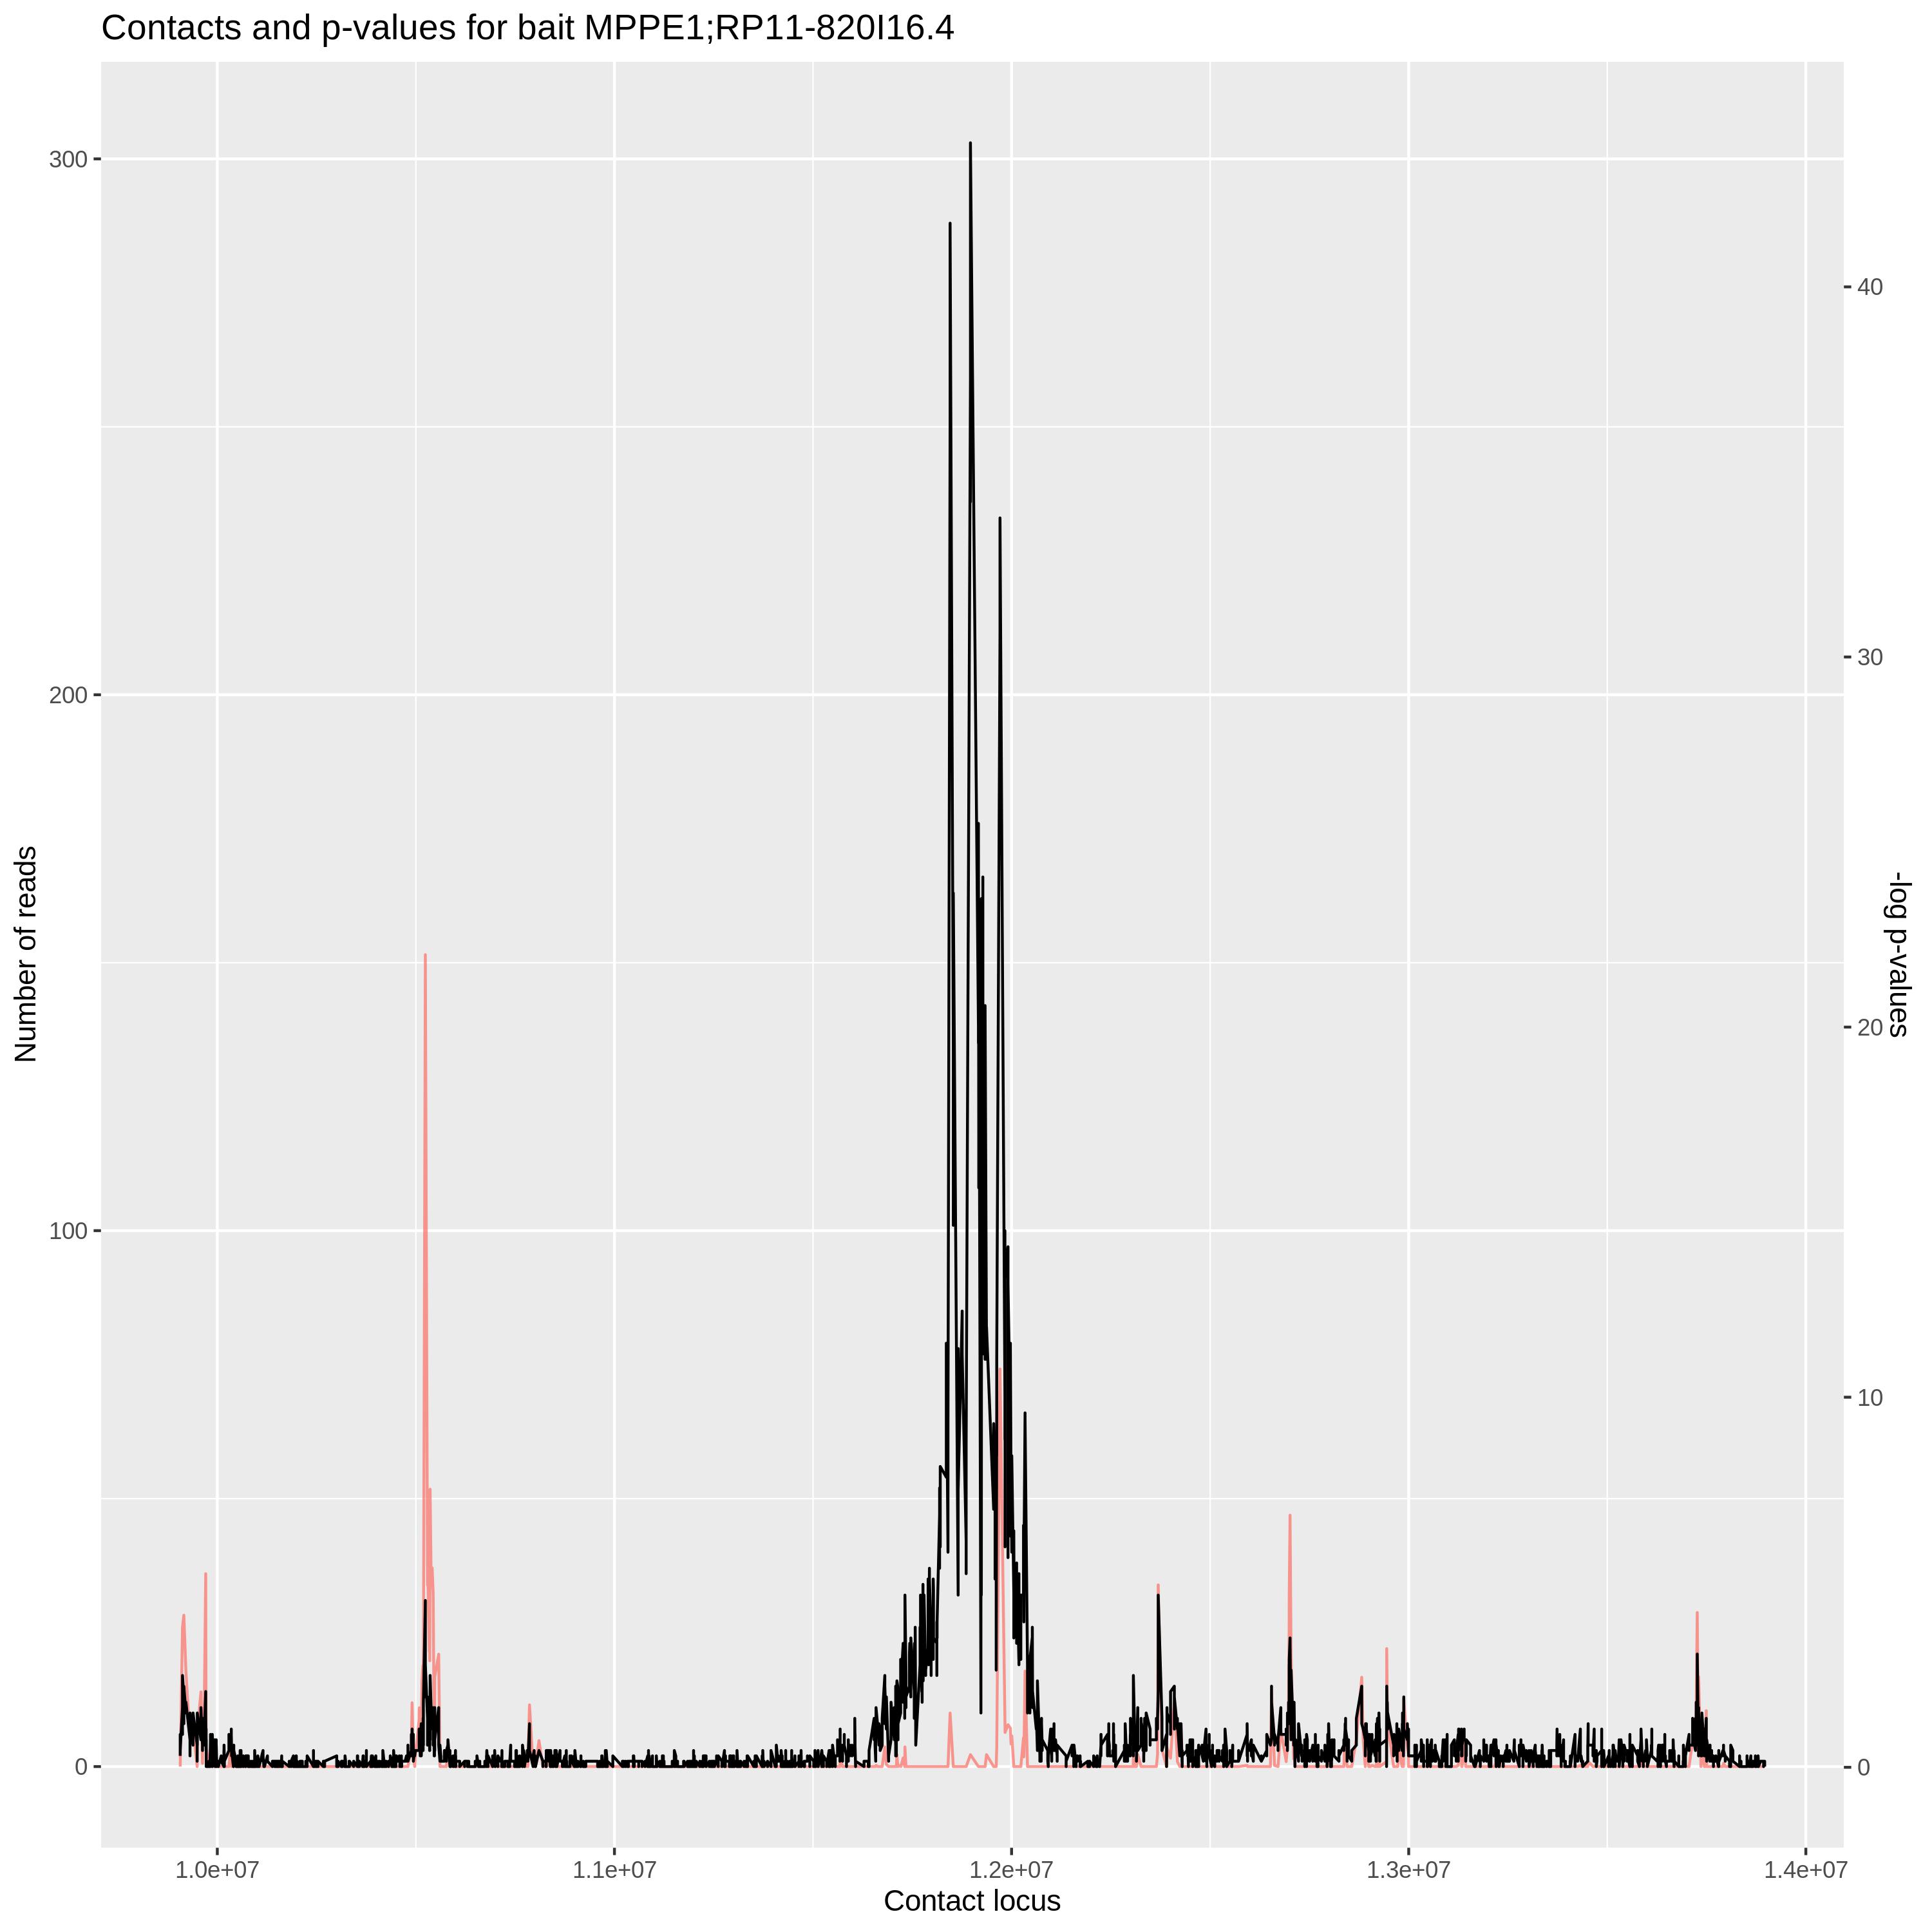 Contacts and p-values for bait MPPE1;RP11-820I16.4
300
200
100
0
Number of reads
40
30
20
10
0
-log p-values
1.0e+07
1.1e+07
1.2e+07
1.3e+07
1.4e+07
Contact locus